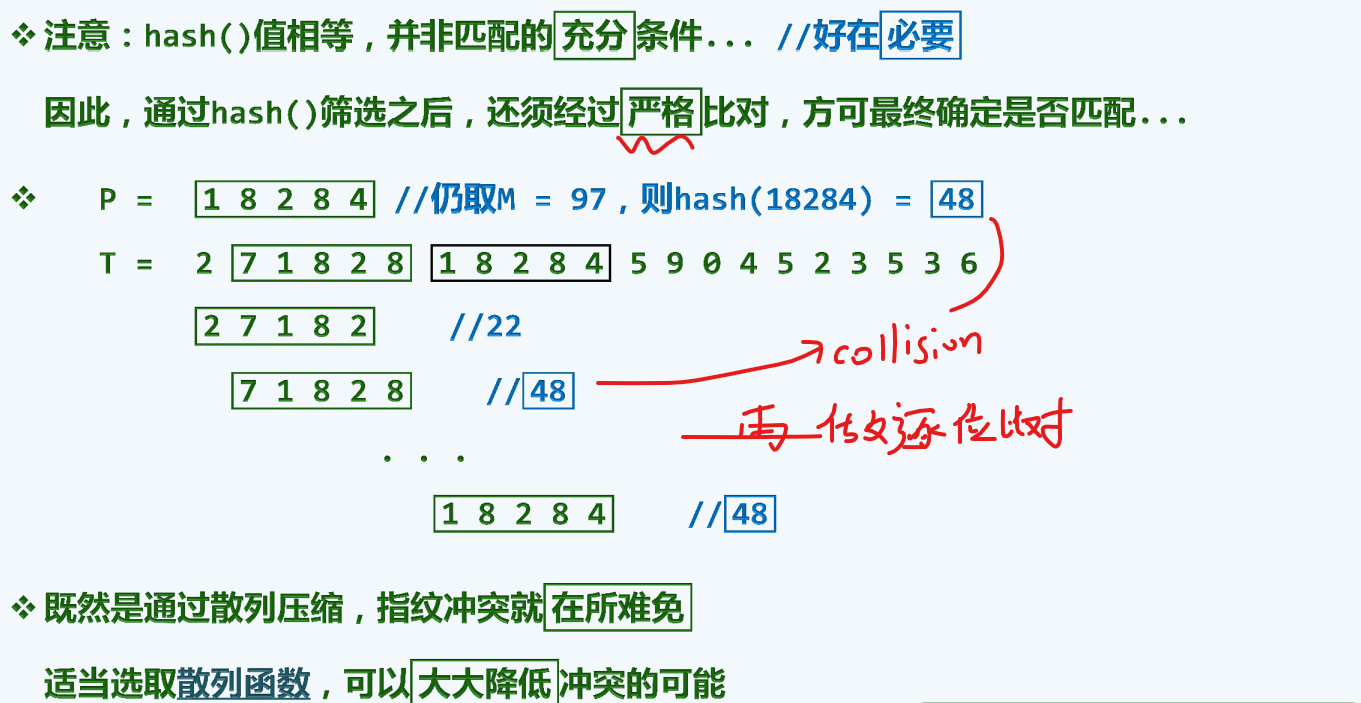 ❖ 注意：hash()值相等，并非匹配的 充分 条件... //好在 必要
因此，通过hash()筛选之后，还须经过 严格 比对，方可最终确定是否匹配...
❖ P = 1 8 2 8 4 //仍取M = 97，则hash(18284) = 48
T = 2 7 1 8 2 8 1 8 2 8 4 5 9 0 4 5 2 3 5 3 6
2 7 1 8 2 //22
collision
7 1 8 2 8 //48
再做逐位比对
. . .
1 8 2 8 4 //48
❖ 既然是通过散列压缩，指纹冲突就 在所难免
适当选取散列函数，可以 大大降低 冲突的可能